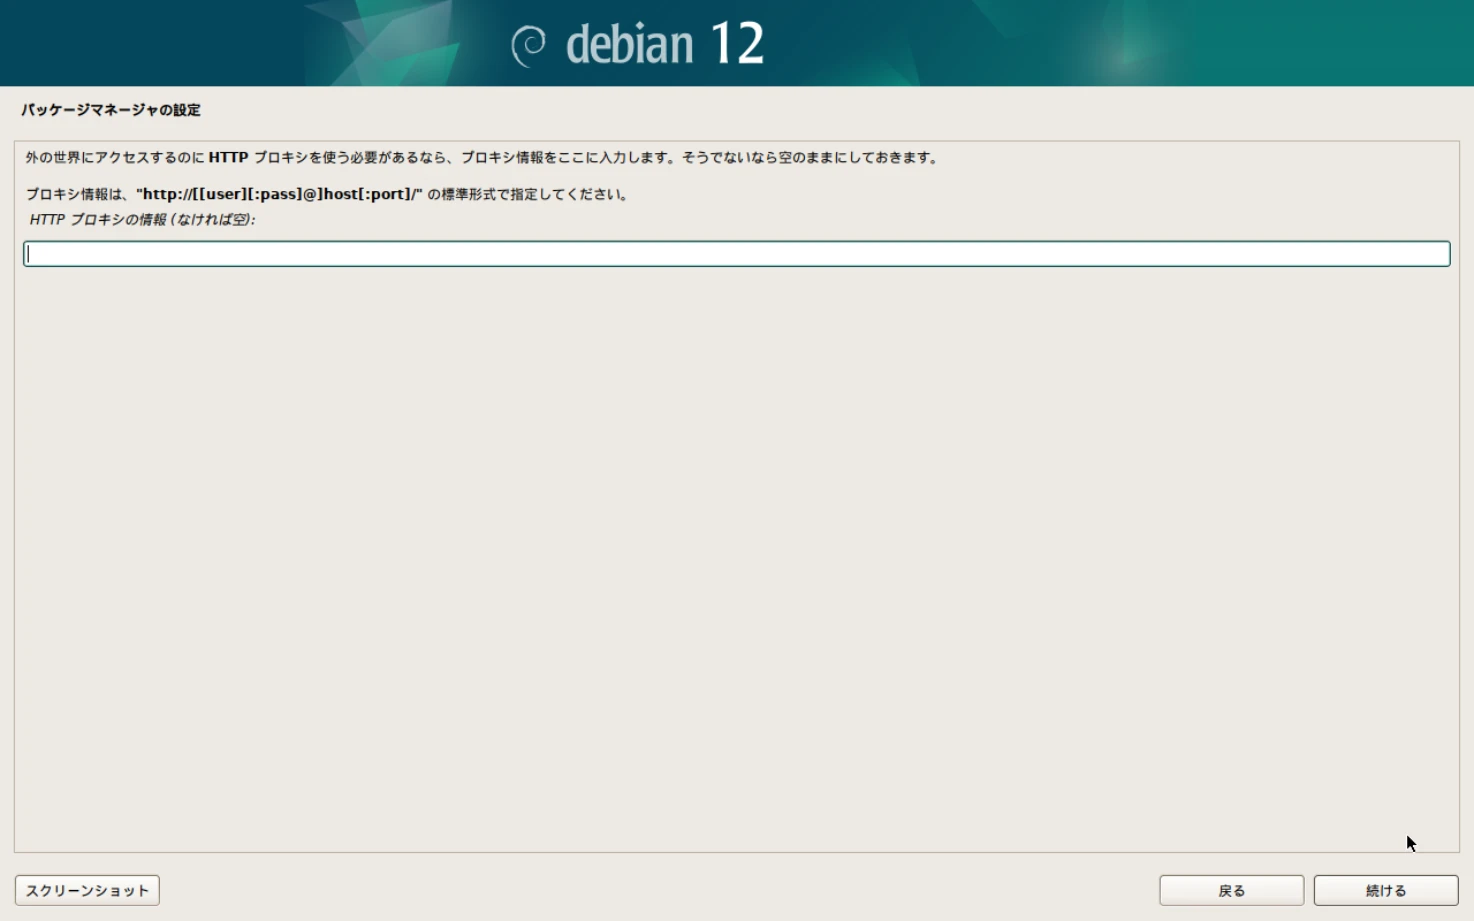 debian 12
パッケージマネージャの設定
外の世界にアクセスするのに HTTP プロキシを使う必要があるなら、プロキシ情報をここに入力します。そうでないなら空のままにしておきます。
プロキシ情報は、"http://[[user][:pass]@]host[:port]/" の標準形式で指定してください。
HTTP プロキシの情報 (なければ空):
スクリーンショット
戻る
続ける